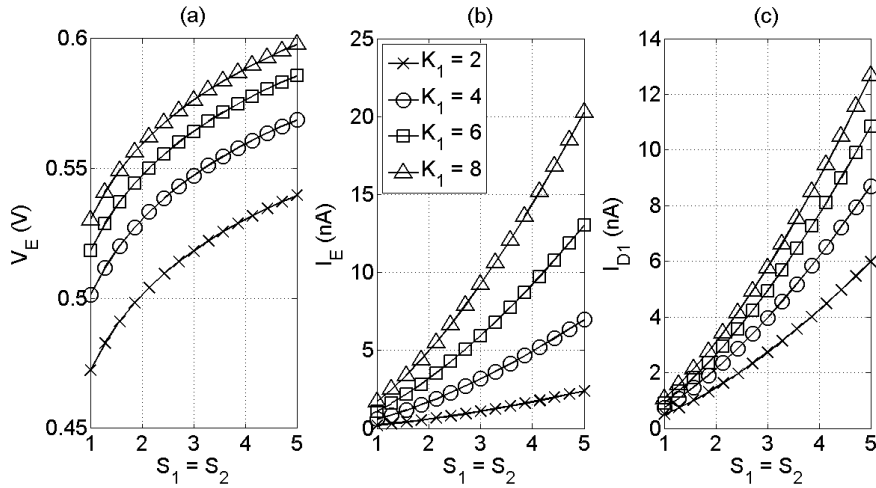 (a)
0.6
0.55
0.5
0.45
V_E (V)
1 2 3 4 5
S_1 = S_2
(b)
25
20
15
10
5
0
I_E (nA)
K_1 = 2
K_1 = 4
K_1 = 6
K_1 = 8
1 2 3 4 5
S_1 = S_2
(c)
14
12
10
8
6
4
2
0
I_D1 (nA)
1 2 3 4 5
S_1 = S_2